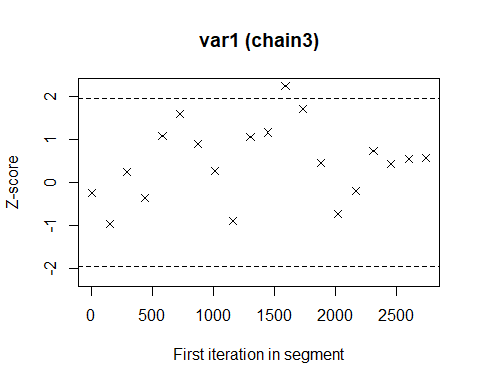 var1 (chain3)
Z-score
2
1
0
-1
-2
0 500 1000 1500 2000 2500
First iteration in segment